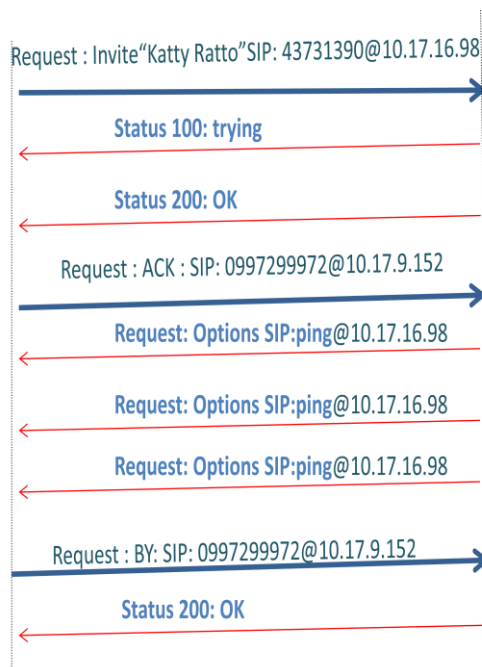 Request : Invite“Katty Ratto”SIP: 43731390@10.17.16.98
Status 100: trying
Status 200: OK
Request : ACK : SIP: 0997299972@10.17.9.152
Request: Options SIP:ping@10.17.16.98
Request: Options SIP:ping@10.17.16.98
Request: Options SIP:ping@10.17.16.98
Request : BY: SIP: 0997299972@10.17.9.152
Status 200: OK